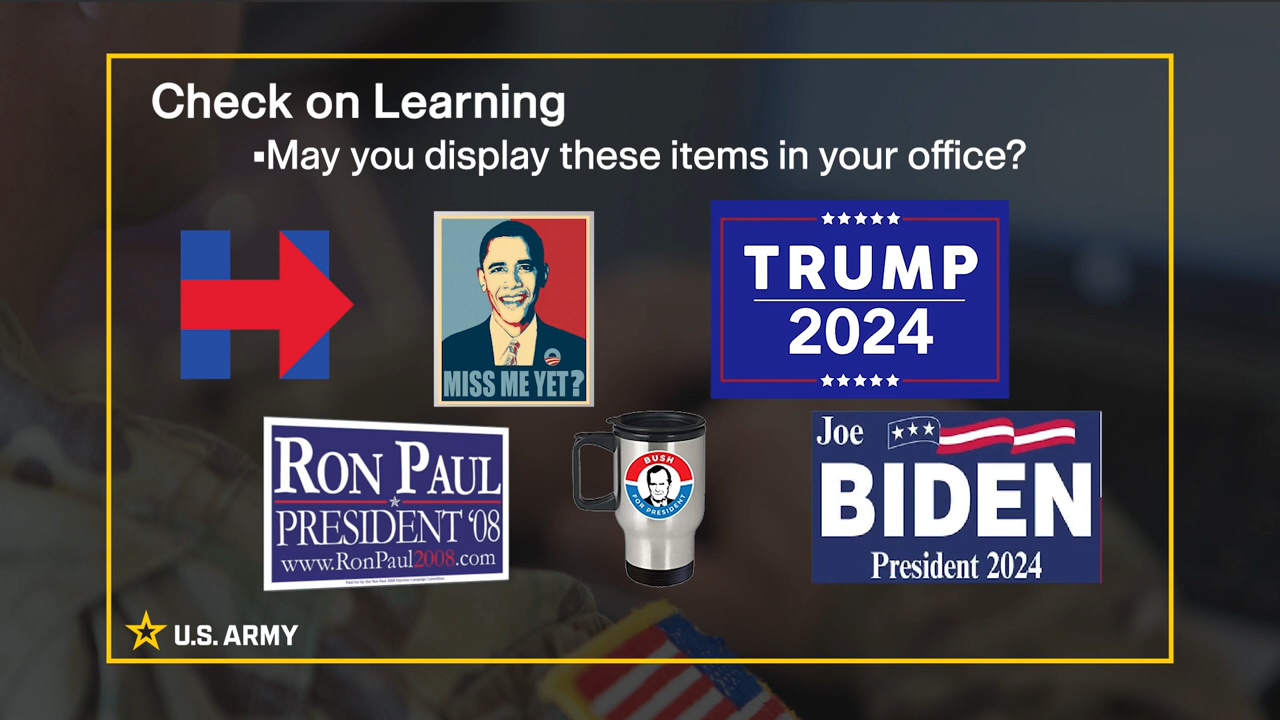 Check on Learning
▪May you display these items in your office?
H
MISS ME YET?
TRUMP
2024
RON PAUL
PRESIDENT ‘08
www.RonPaul2008.com
BUSH
FOR PRESIDENT
Joe
BIDEN
President 2024
U.S. ARMY